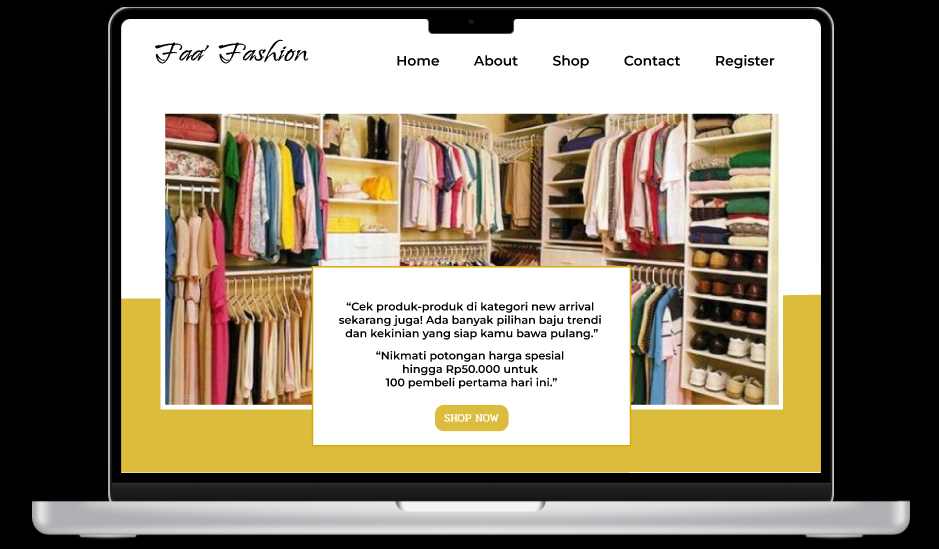 Faa' Fashion
Home About Shop Contact Register
“Cek produk-produk di kategori new arrival
sekarang juga! Ada banyak pilihan baju trendi
dan kekinian yang siap kamu bawa pulang.”
“Nikmati potongan harga spesial
hingga Rp50.000 untuk
100 pembeli pertama hari ini.”
SHOP NOW